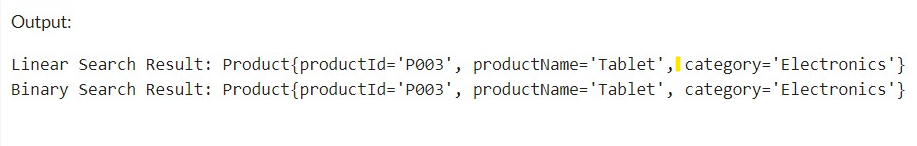 Output:
Linear Search Result: Product{productId='P003', productName='Tablet', category='Electronics'}
Binary Search Result: Product{productId='P003', productName='Tablet', category='Electronics'}